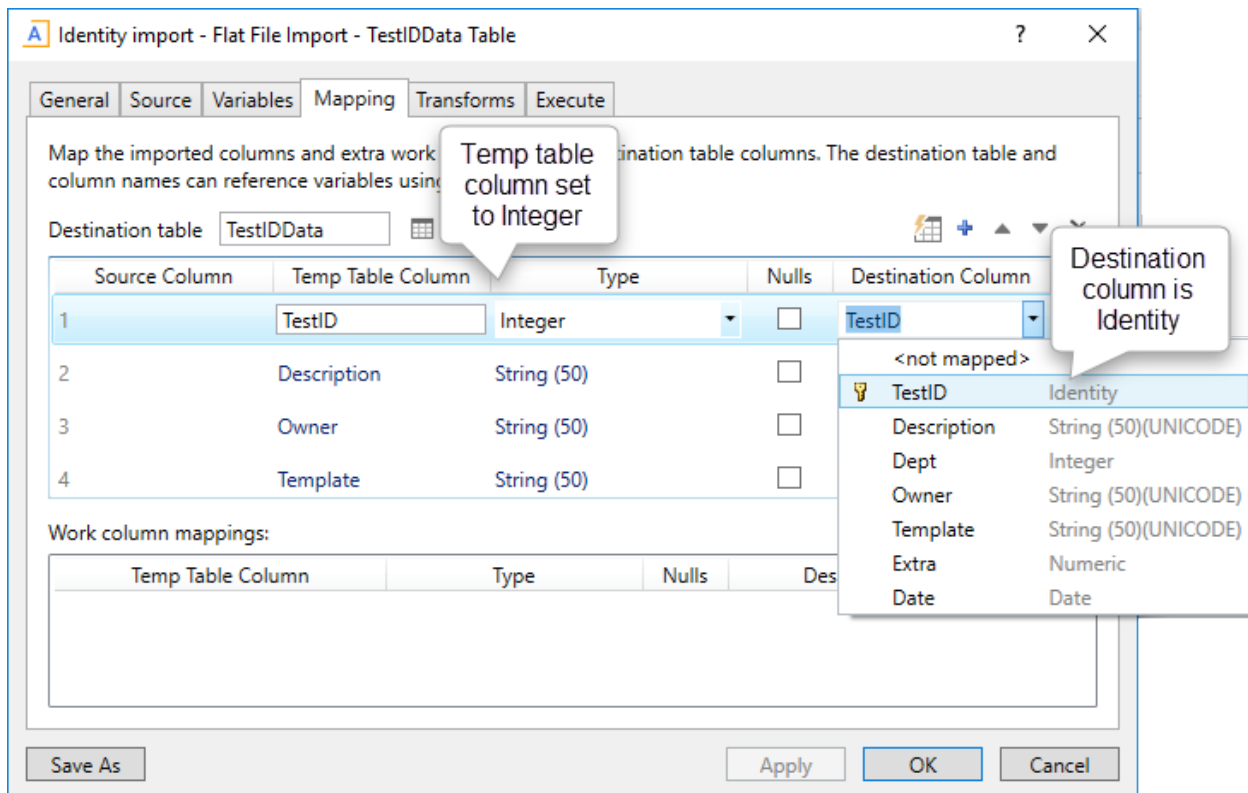 A Identity import - Flat File Import - TestIDData Table ?
General Source Variables Mapping Transforms Execute
Map the imported columns and extra work ination table columns. The destination table and
column names can reference variables using
Temp table
column set
to Integer
Destination table TestIDData
Destination
column is
Identity
Source Column Temp Table Column Type Nulls Destination Column
1 TestID Integer TestID
2 Description String (50)
3 Owner String (50)
4 Template String (50)
<not mapped>
TestID Identity
Description String (50)(UNICODE)
Dept Integer
Owner String (50)(UNICODE)
Template String (50)(UNICODE)
Extra Numeric
Date Date
Work column mappings:
Temp Table Column Type Nulls Des
Save As Apply OK Cancel